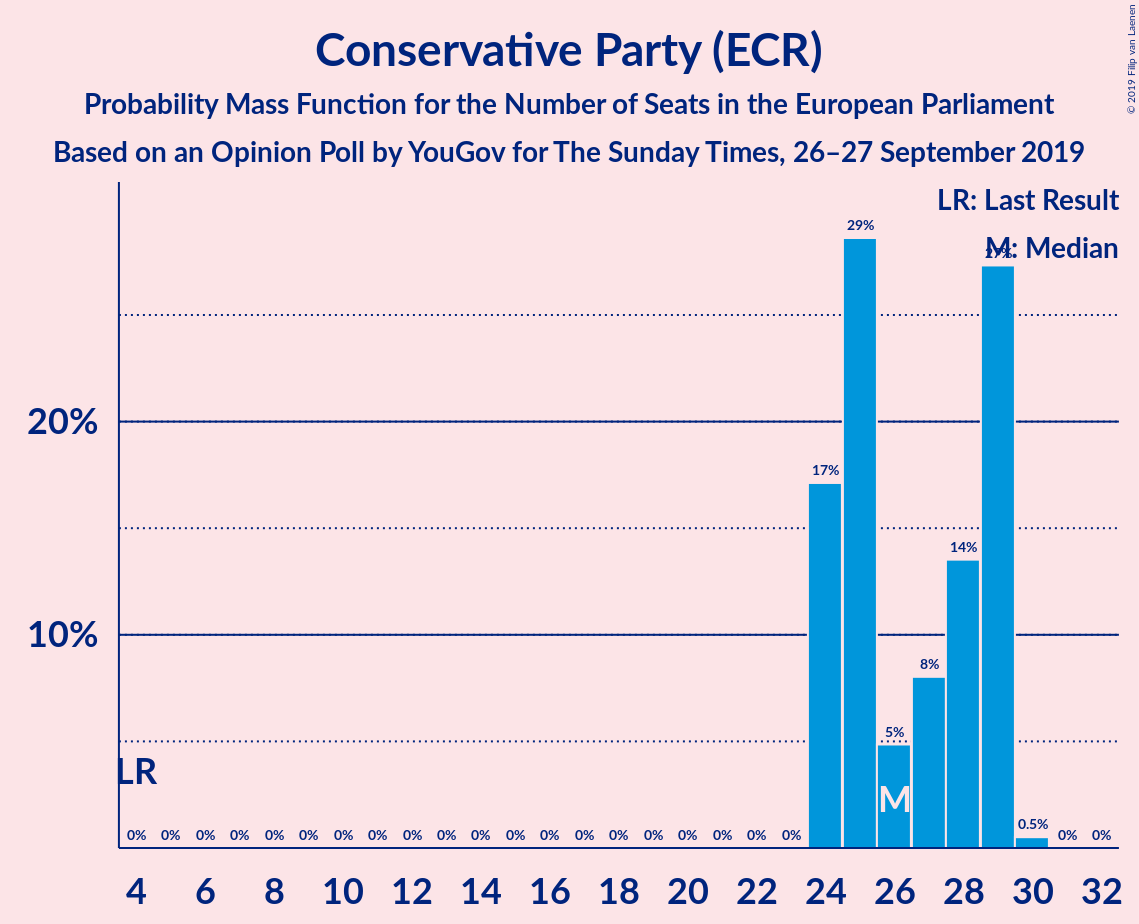 Conservative Party (ECR)
Probability Mass Function for the Number of Seats in the European Parliament
Based on an Opinion Poll by YouGov for The Sunday Times, 26–27 September 2019
© 2019 Filip van Laenen
LR: Last Result
M: Median
29%
27%
20%
17%
14%
10%
8%
5%
LR
M
0% 0% 0% 0% 0% 0% 0% 0% 0% 0% 0% 0% 0% 0% 0% 0% 0% 0% 0% 0% 0.5% 0% 0%
4 6 8 10 12 14 16 18 20 22 24 26 28 30 32